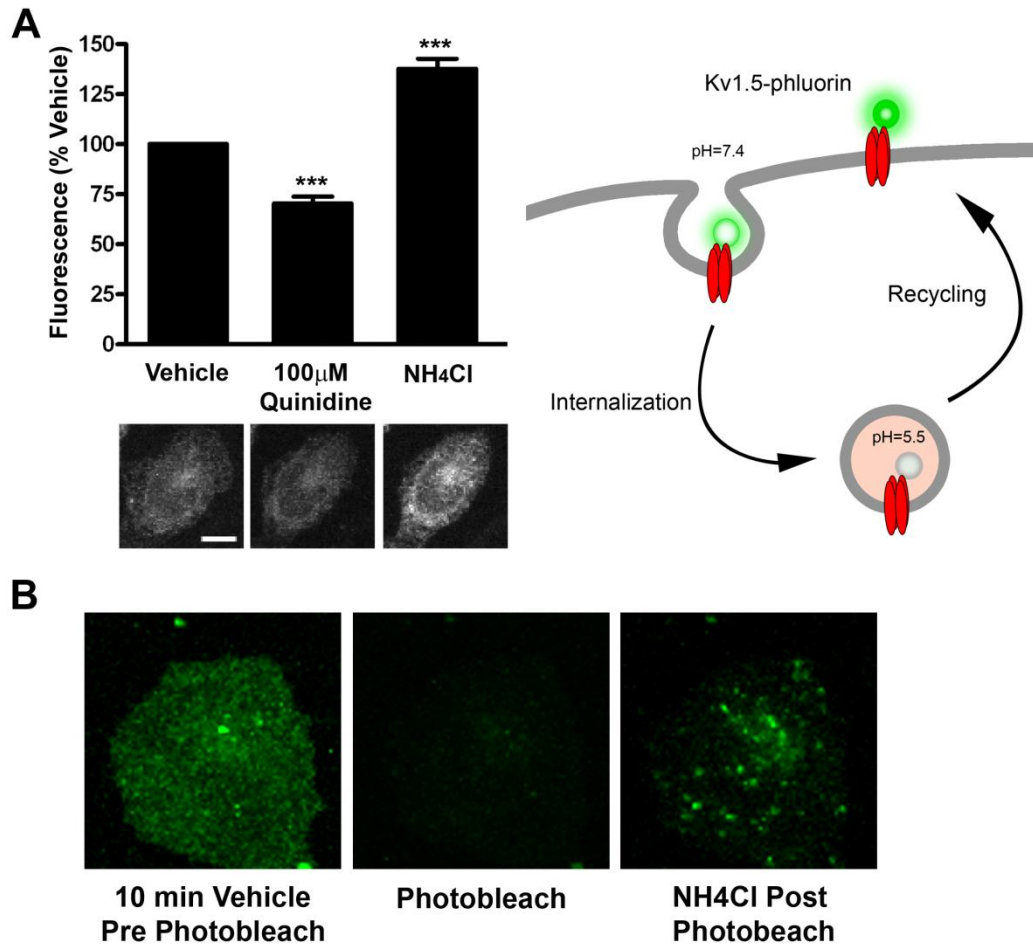 A
Fluorescence (% Vehicle)
150
125
100
75
50
25
0
***
***
Vehicle
100μM
Quinidine
NH4Cl
Kv1.5-phluorin
pH=7.4
Recycling
Internalization
pH=5.5
B
10 min Vehicle
Pre Photobleach
Photobleach
NH4Cl Post
Photobeach